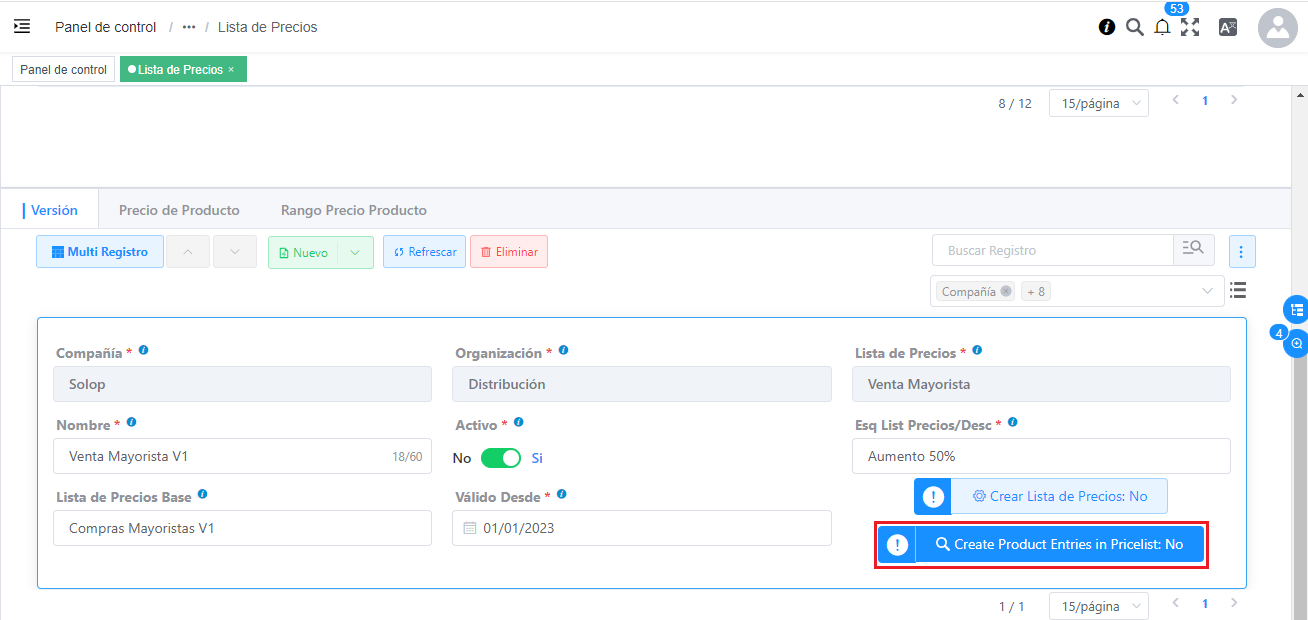 53
Panel de control / ••• / Lista de Precios
Panel de control
Lista de Precios ×
8 / 12 15/página 1
Versión Precio de Producto Rango Precio Producto
Multi Registro Nuevo Refrescar Eliminar Buscar Registro
Compañía + 8
4
Compañía * Organización * Lista de Precios *
Solop Distribución Venta Mayorista
Nombre * Activo * Esq List Precios/Desc *
Venta Mayorista V1 18/60 No Si Aumento 50%
Lista de Precios Base Válido Desde * ! Crear Lista de Precios: No
Compras Mayoristas V1 01/01/2023 ! Create Product Entries in Pricelist: No
1 / 1 15/página 1